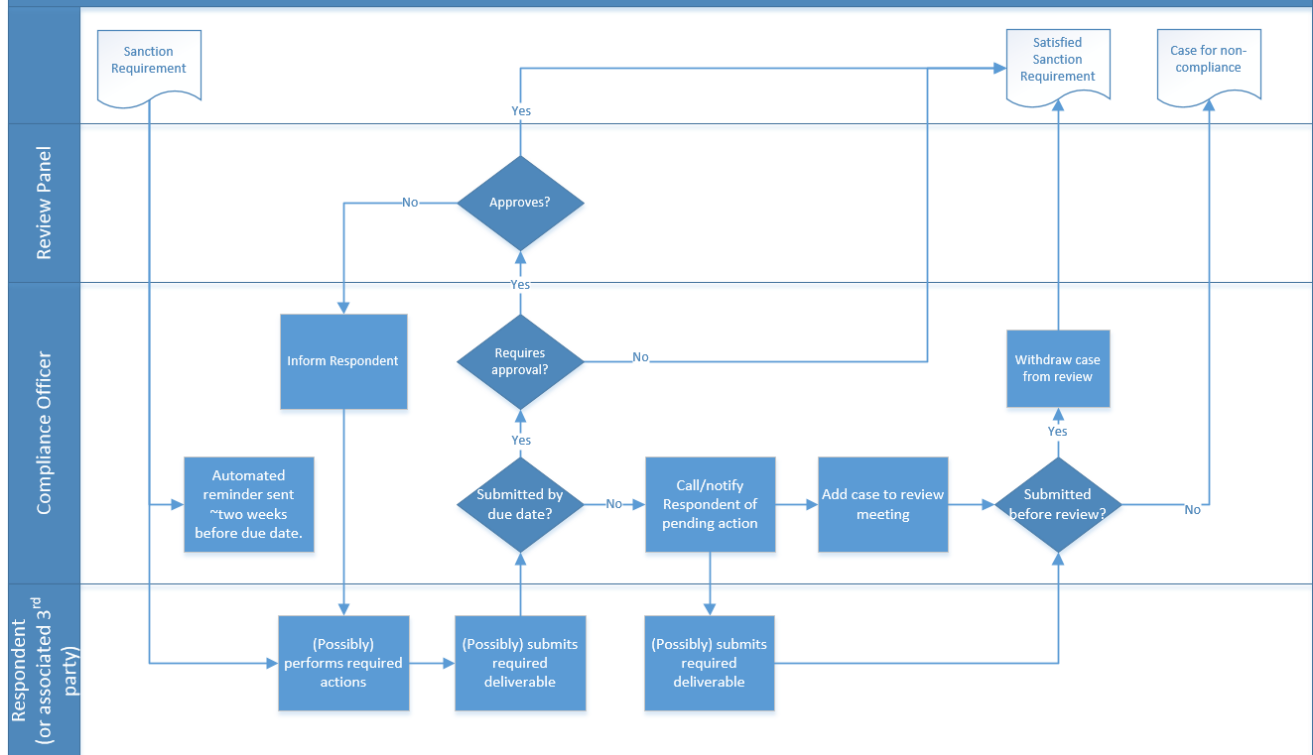 Sanction
Requirement
Satisfied
Sanction
Requirement
Case for non-
compliance
Yes
Review Panel
Approves?
No
Yes
Compliance Officer
Inform Respondent
Requires
approval?
No
Withdraw case
from review
Yes
Yes
Automated
reminder sent
~two weeks
before due date.
Submitted by
due date?
No
Call/notify
Respondent of
pending action
Add case to review
meeting
Submitted
before review?
No
Respondent
(or associated 3rd
party)
(Possibly)
performs required
actions
(Possibly) submits
required
deliverable
(Possibly) submits
required
deliverable